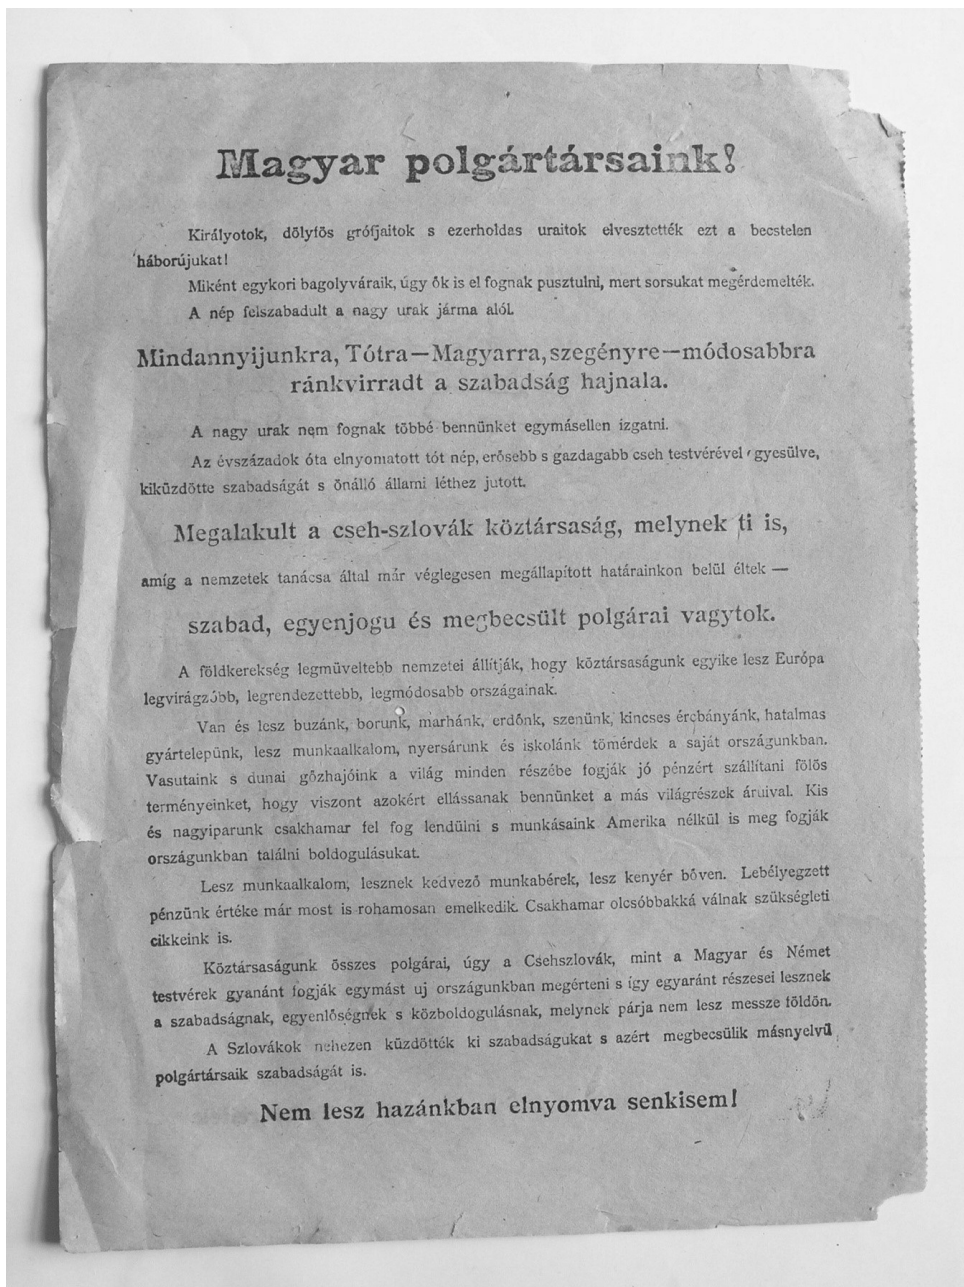 Magyar polgártársaink!
Királyotok, dölyfös grófjaitok s ezerholdas uraitok elvesztették ezt a becstelen
háborújukat!
Miként egykori bagolyváraik, úgy ők is el fognak pusztulni, mert sorsukat megérdemelték.
A nép felszabadult a nagy urak járma alól.
Mindannyijunkra, Tótra—Magyarra, szegényre—módosabbra
ránkvirradt a szabadság hajnala.
A nagy urak nem fognak többé bennünket egymásellen izgatni.
Az évszázadok óta elnyomatott tót nép, erősebb s gazdagabb cseh testvérével gyesülve,
kiküzdötte szabadságát s önálló állami léthez jutott.
Megalakult a cseh-szlovák köztársaság, melynek ti is,
amíg a nemzetek tanácsa által már véglegesen megállapított határainkon belül éltek —
szabad, egyenjogu és megbecsült polgárai vagytok.
A földkerekség legmüveltebb nemzetei állítják, hogy köztársaságunk egyike lesz Európa
legvirágzóbb, legrendezettebb, legmódosabb országainak.
Van és lesz buzánk, borunk, marhánk, erdőnk, szenünk, kincses ércbányánk, hatalmas
gyártelepünk, lesz munkaalkalom, nyersárunk és iskolánk tömérdek a saját országunkban.
Vasutaink s dunai gőzhajóink a világ minden részébe fogják jó pénzért szállítani fölös
terményeinket, hogy viszont azokért ellássanak bennünket a más világrészek áruival. Kis
és nagyiparunk csakhamar fel fog lendülni s munkásaink Amerika nélkül is meg fogják
országunkban találni boldogulásukat.
Lesz munkaalkalom, lesznek kedvező munkabérek, lesz kenyér bőven. Lebélyegzett
pénzünk értéke már most is rohamosan emelkedik. Csakhamar olcsóbbakká válnak szükségleti
cikkeink is.
Köztársaságunk összes polgárai, úgy a Csehszlovák, mint a Magyar és Német
testvérek gyanánt fogják egymást uj országunkban megérteni s így egyaránt részesei lesznek
a szabadságnak, egyenlőségnek s közboldogulásnak, melynek párja nem lesz messze földön.
A Szlovákok nehezen küzdötték ki szabadságukat s azért megbecsülik másnyelvű
polgártársaik szabadságát is.
Nem lesz hazánkban elnyomva senkisem!